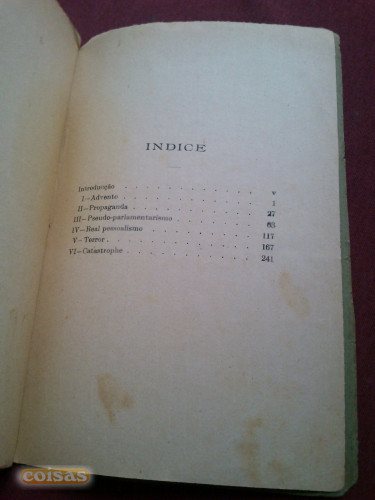 INDICE
Introducção . . . . . . . . . . v
I—Advento . . . . . . . . . . 1
II—Propaganda . . . . . . . . . 27
III—Pseudo-parlamentarismo . . . . . . 63
IV—Real pessoalismo . . . . . . . . 117
V—Terror . . . . . . . . . . 167
VI—Catastrophe . . . . . . . . . 241
coisas